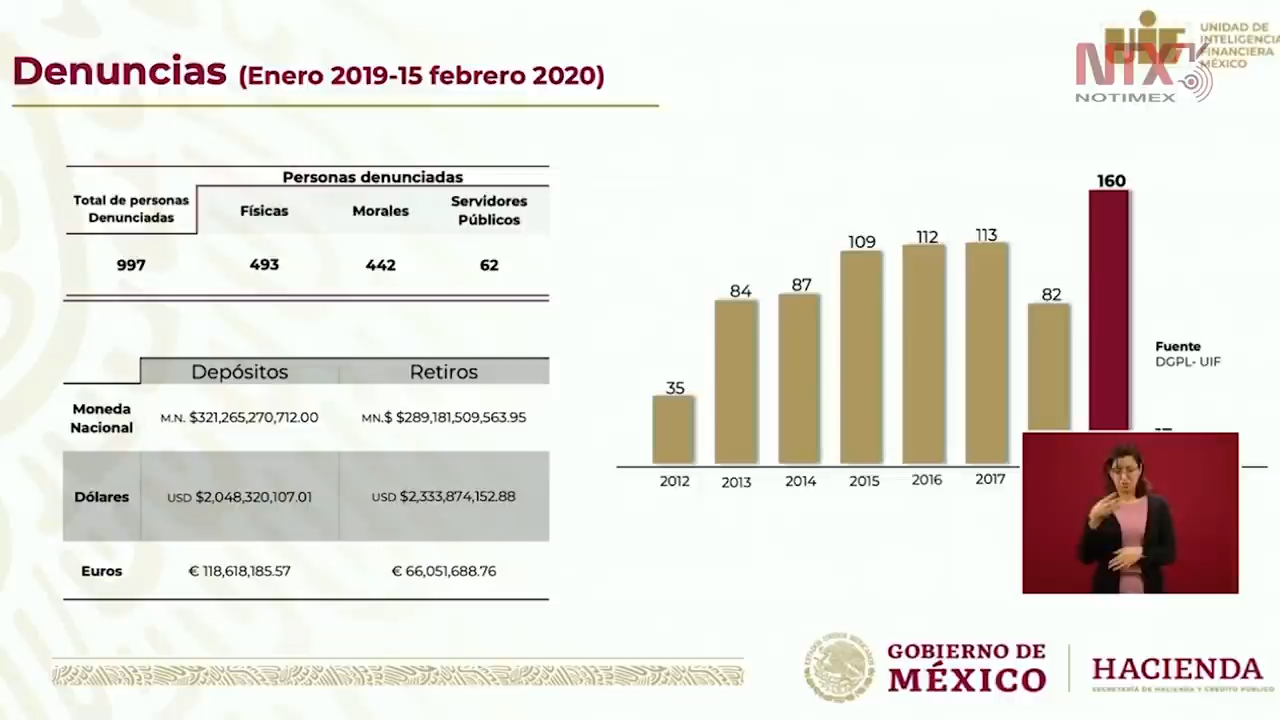 Denuncias (Enero 2019-15 febrero 2020)
UNIDAD DE
INTELIGENCIA
FINANCIERA
MÉXICO
UIF
NTX
NOTIMEX
Personas denunciadas
Total de personas
Denunciadas
Físicas
Morales
Servidores
Públicos
997
493
442
62
Depósitos
Retiros
Moneda
Nacional
M.N. $321,265,270,712.00
MN.$ $289,181,509,563.95
Dólares
USD $2,048,320,107.01
USD $2,333,874,152.88
Euros
€ 118,618,185.57
€ 66,051,688.76
35
84
87
109
112
113
82
160
2012
2013
2014
2015
2016
2017
Fuente
DGPL- UIF
GOBIERNO DE
MÉXICO
HACIENDA
SECRETARÍA DE HACIENDA Y CRÉDITO PÚBLICO